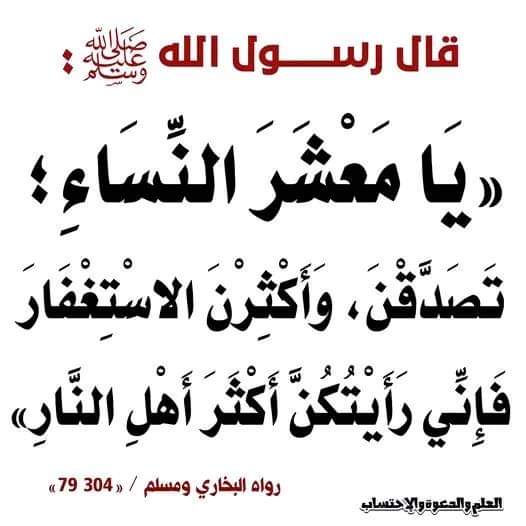 قال رســـول الله ﷺ :
« يَا مَعْشَرَ النِّسَاءِ ؛
تَصَدَّقْنَ، وَأَكْثِرْنَ الاسْتِغْفَارَ
فَإِنِّي رَأَيْتُكُنَّ أَكْثَرَ أَهْلِ النَّارِ»
رواه البخاري ومسلم / « 304 79»
العلم والدعوة والإحتساب